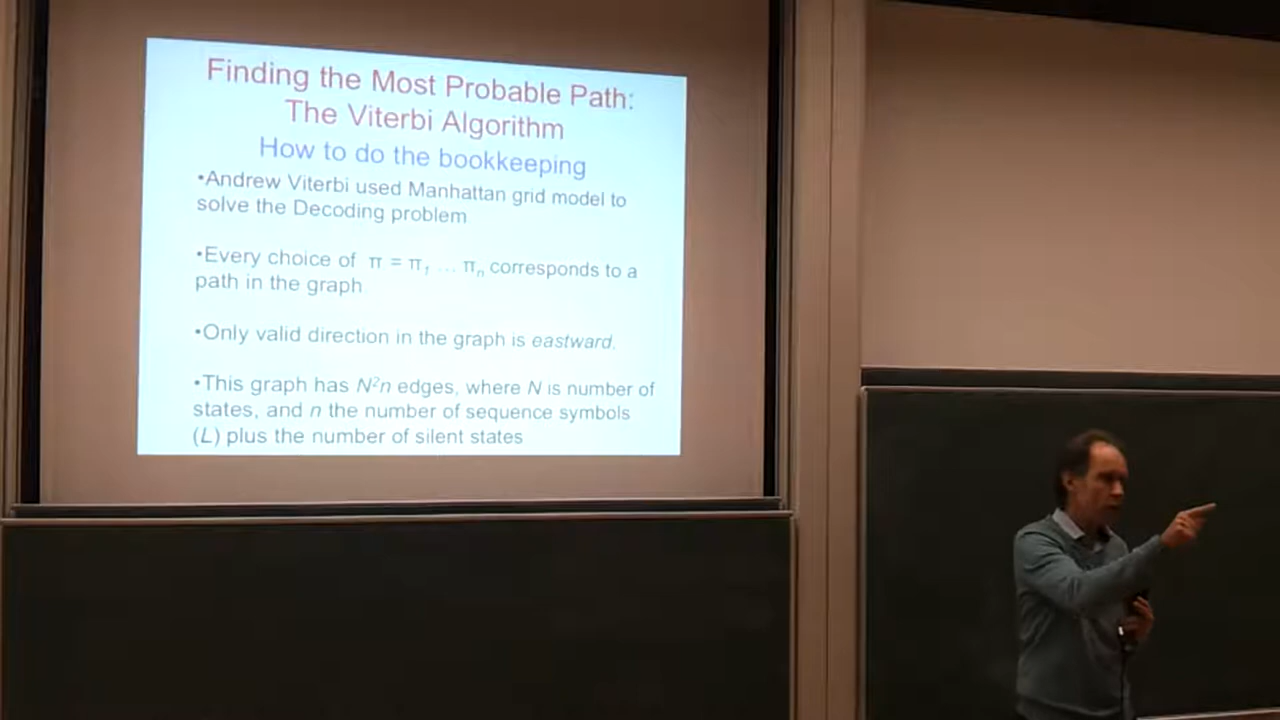 Finding the Most Probable Path:
The Viterbi Algorithm
How to do the bookkeeping
•Andrew Viterbi used Manhattan grid model to
solve the Decoding problem
•Every choice of π = π₁ ... πₙ corresponds to a
path in the graph
•Only valid direction in the graph is eastward.
•This graph has N²n edges, where N is number of
states, and n the number of sequence symbols
(L) plus the number of silent states